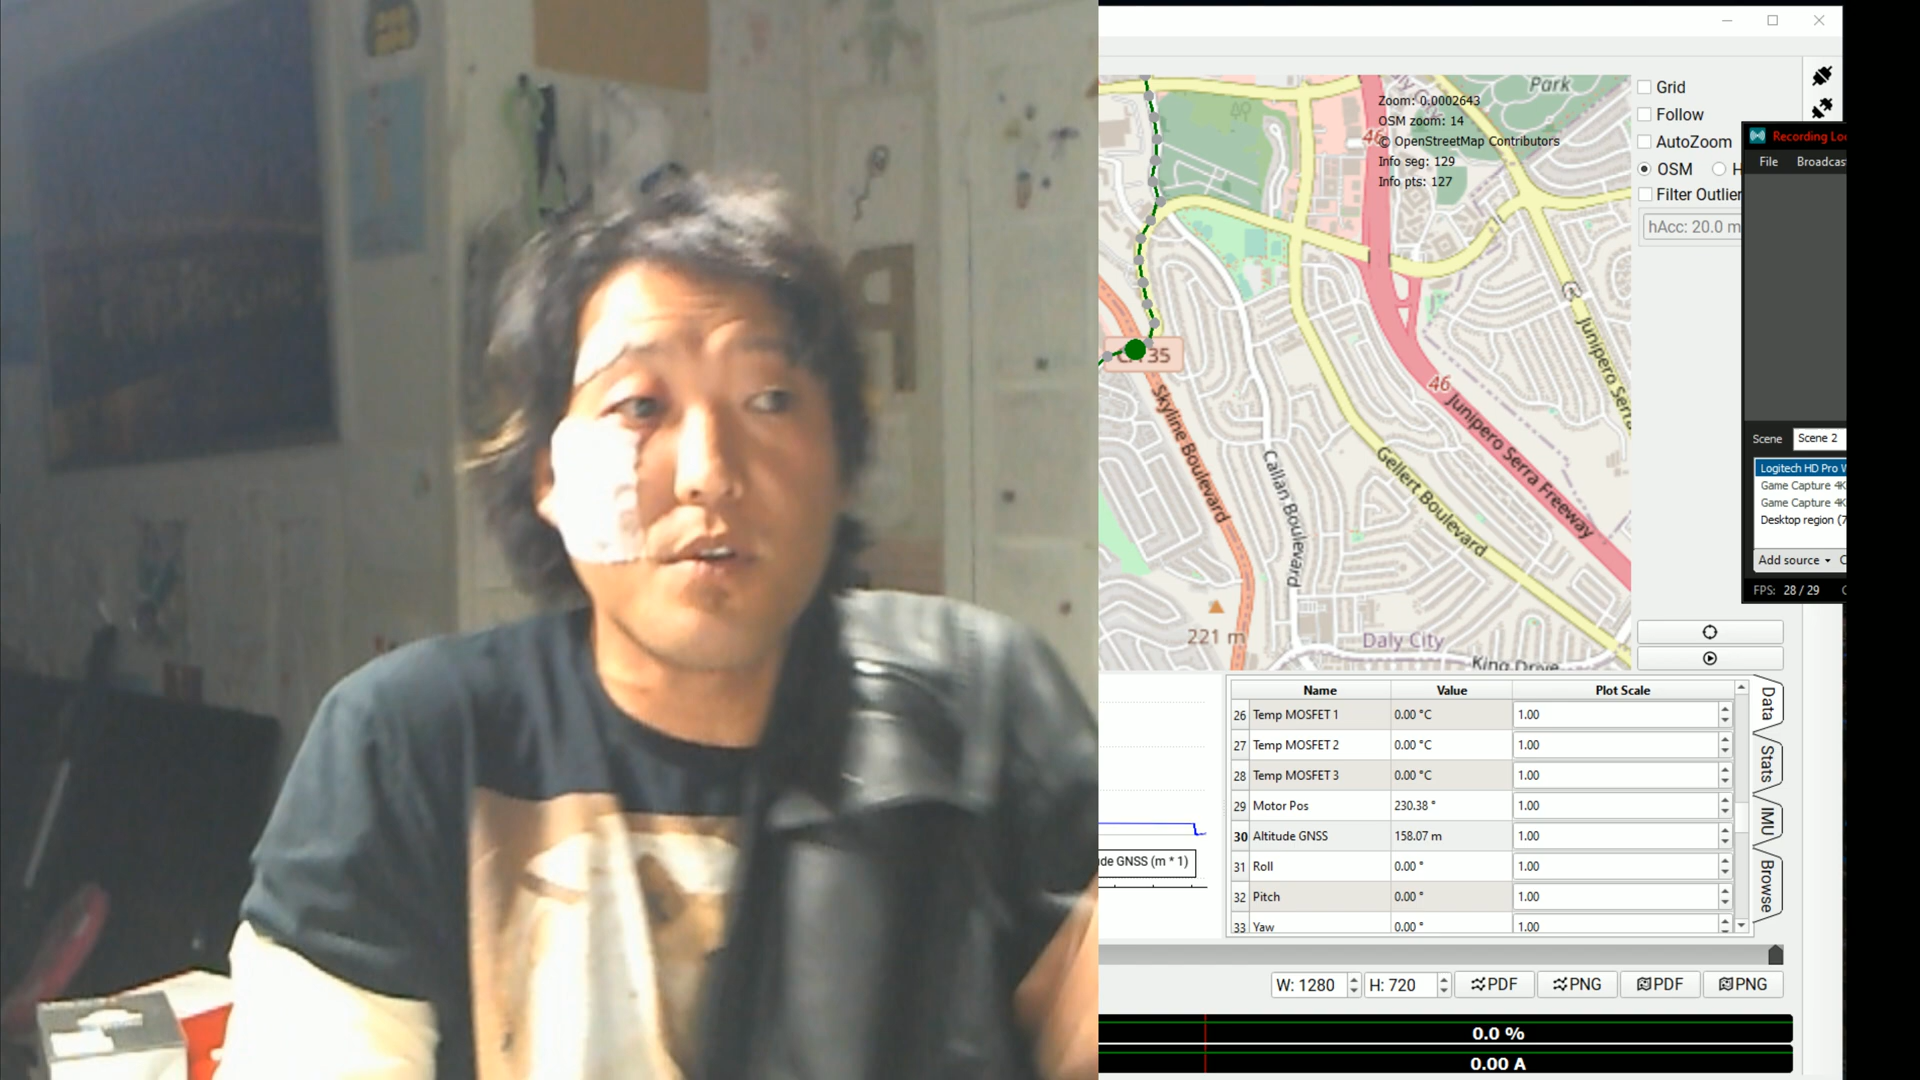 Park
Zoom: 0.0002643
OSM zoom: 14
© OpenStreetMap Contributors
Info seg: 129
Info pts: 127
46
CA 35
46
Skyline Boulevard
Callan Boulevard
Gellert Boulevard
Junipero Serra Freeway
Junipero Serra
221 m
Daly City
King Drive
Grid
Follow
AutoZoom
OSM
H
Filter Outlier
hAcc: 20.0 m
Recording Lo
File Broadcas
Scene Scene 2
Logitech HD Pro W
Game Capture 4K
Game Capture 4K
Desktop region (7
Add source
FPS: 28 / 29
Name Value Plot Scale
26 Temp MOSFET 1 0.00 °C 1.00
27 Temp MOSFET 2 0.00 °C 1.00
28 Temp MOSFET 3 0.00 °C 1.00
29 Motor Pos 230.38 ° 1.00
30 Altitude GNSS 158.07 m 1.00
31 Roll 0.00 ° 1.00
32 Pitch 0.00 ° 1.00
33 Yaw 0.00 ° 1.00
Data
Stats
IMU
Browse
de GNSS (m * 1)
W: 1280 H: 720 PDF PNG PDF PNG
0.0 %
0.00 A